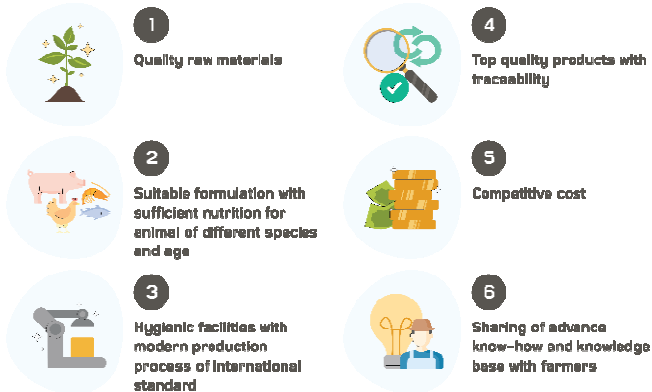 1
Quality raw materials
2
Suitable formulation with
sufficient nutrition for
animal of different species
and age
3
Hygienic facilities with
modern production
process of international
standard
4
Top quality products with
traceability
5
Competitive cost
6
Sharing of advance
know-how and knowledge
base with farmers